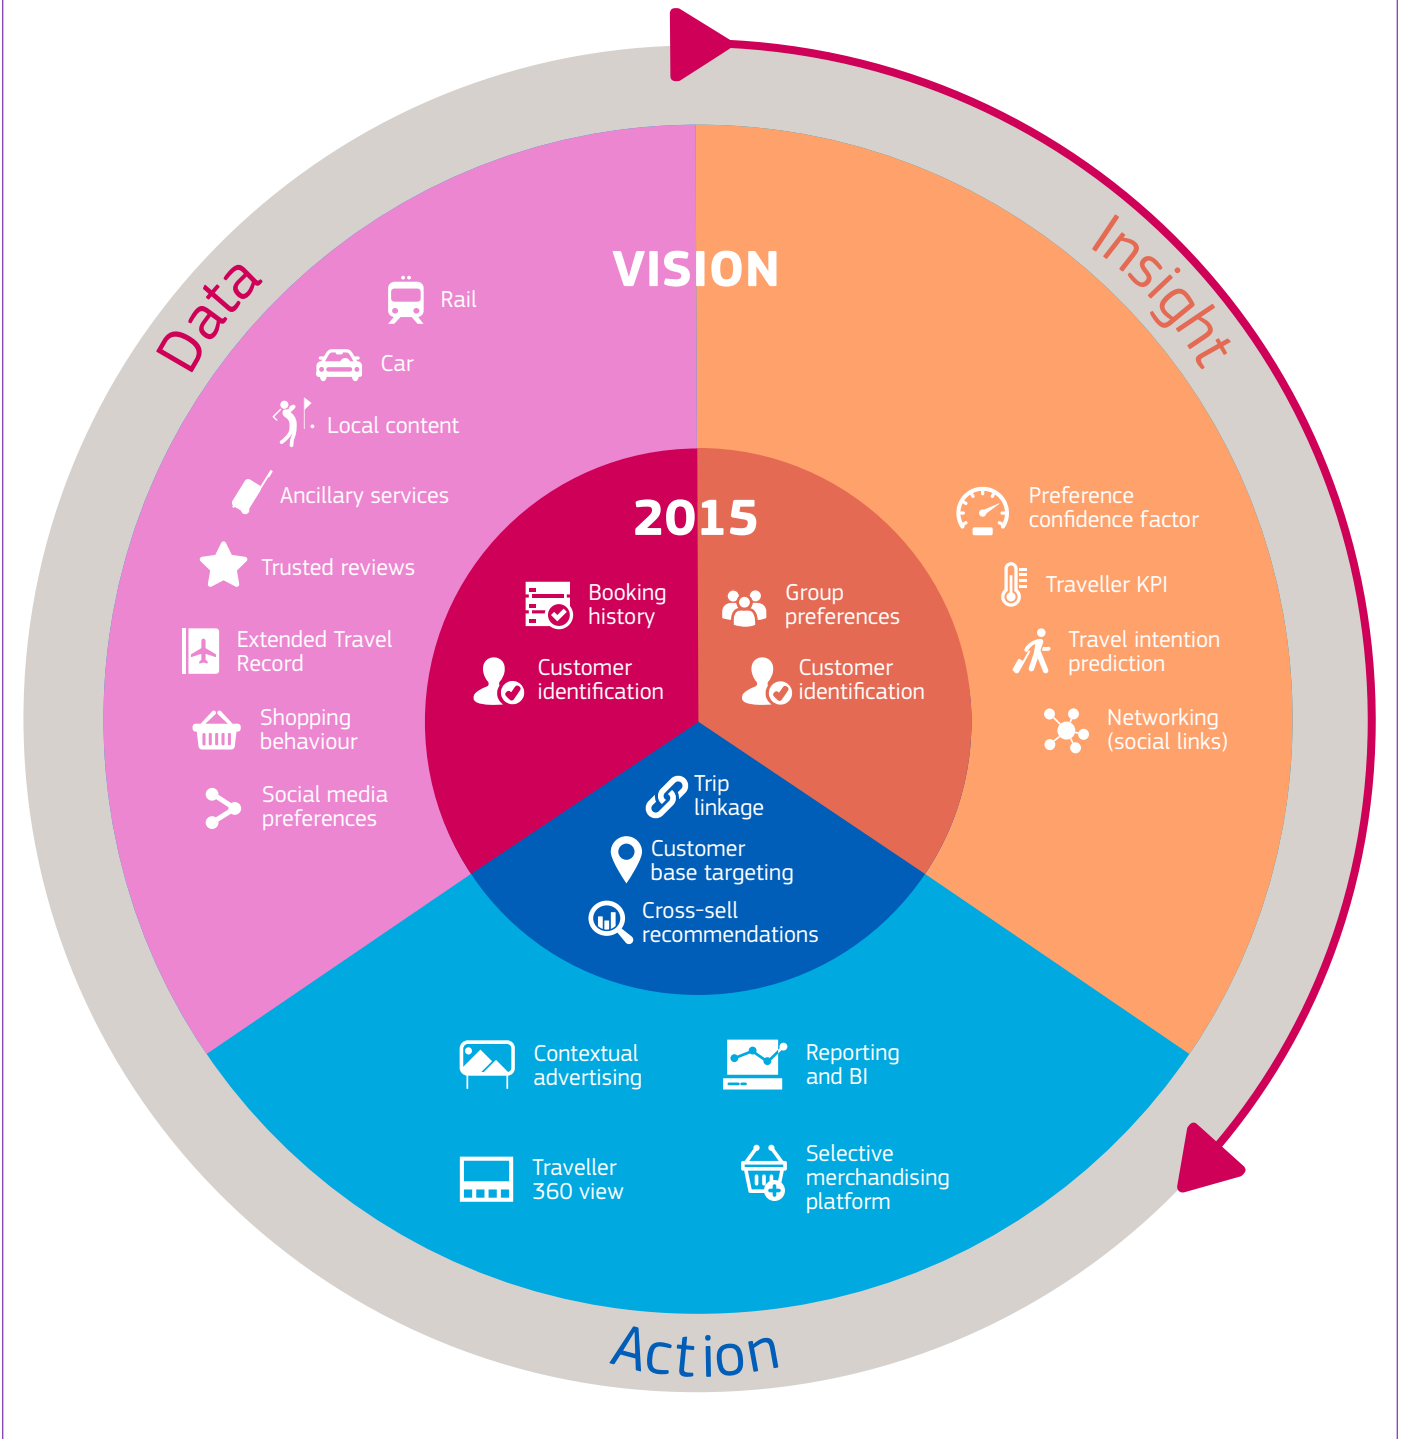 VISION
Data
Rail
Car
Local content
Ancillary services
Trusted reviews
Extended Travel
Record
Shopping
behaviour
Social media
preferences
Insight
Preference
confidence factor
Traveller KPI
Travel intention
prediction
Networking
(social links)
2015
Booking
history
Customer
identification
Group
preferences
Customer
identification
Trip
linkage
Customer
base targeting
Cross-sell
recommendations
Contextual
advertising
Reporting
and BI
Traveller
360 view
Selective
merchandising
platform
Action